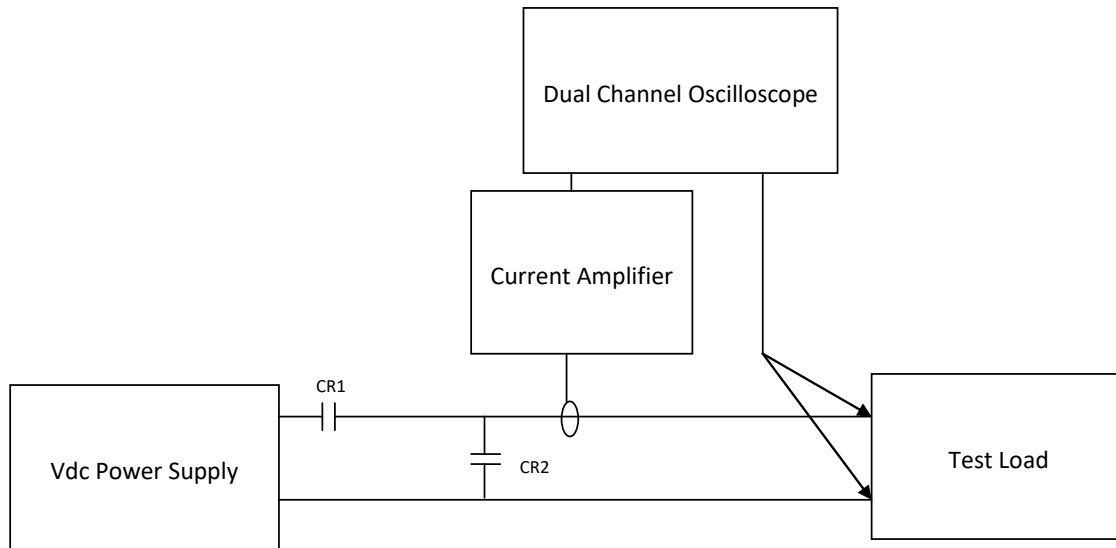 Dual Channel Oscilloscope
Current Amplifier
CR1
CR2
Vdc Power Supply
Test Load